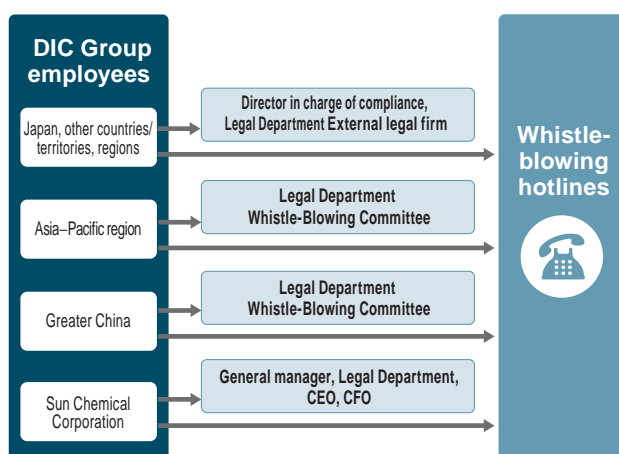 DIC Group
employees
Japan, other countries/
territories, regions
Director in charge of compliance,
Legal Department External legal firm
Asia–Pacific region
Legal Department
Whistle-Blowing Committee
Greater China
Legal Department
Whistle-Blowing Committee
Sun Chemical
Corporation
General manager, Legal Department,
CEO, CFO
Whistle-
blowing
hotlines